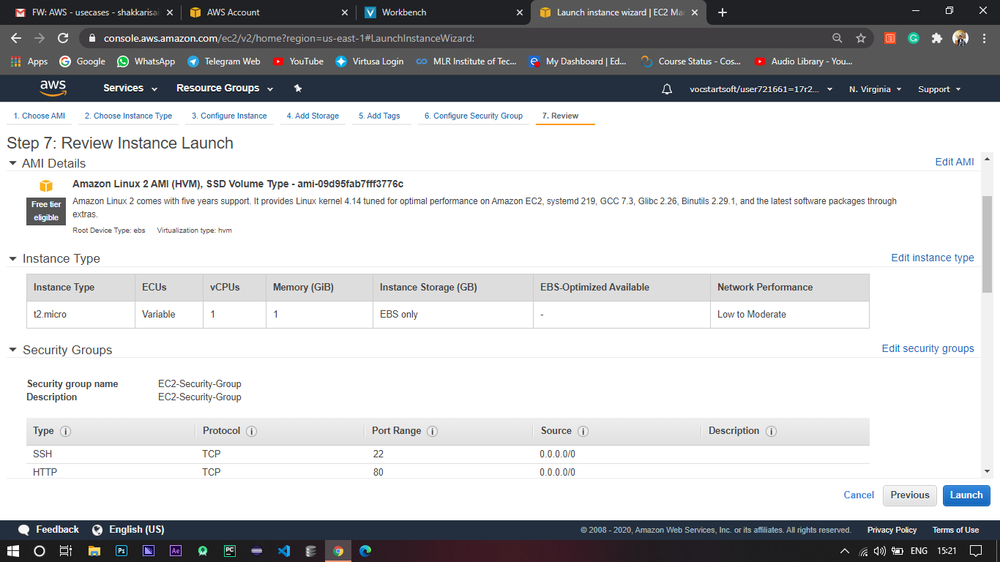 FW: AWS - usecases - shakkarisai
AWS Account
Workbench
Launch instance wizard | EC2 Man
console.aws.amazon.com/ec2/v2/home?region=us-east-1#LaunchInstanceWizard:
Apps Google WhatsApp Telegram Web YouTube Virtusa Login MLR Institute of Tec... My Dashboard | Ed... Course Status - Cos... Audio Library - You...
aws Services Resource Groups vocstartsoft/user721661=17r2... N. Virginia Support
1. Choose AMI 2. Choose Instance Type 3. Configure Instance 4. Add Storage 5. Add Tags 6. Configure Security Group 7. Review
Step 7: Review Instance Launch
AMI Details Edit AMI
Amazon Linux 2 AMI (HVM), SSD Volume Type - ami-09d95fab7fff3776c
Free tier eligible
Amazon Linux 2 comes with five years support. It provides Linux kernel 4.14 tuned for optimal performance on Amazon EC2, systemd 219, GCC 7.3, Glibc 2.26, Binutils 2.29.1, and the latest software packages through
extras.
Root Device Type: ebs Virtualization type: hvm
Instance Type Edit instance type
Instance Type ECUs vCPUs Memory (GiB) Instance Storage (GB) EBS-Optimized Available Network Performance
t2.micro Variable 1 1 EBS only - Low to Moderate
Security Groups Edit security groups
Security group name EC2-Security-Group
Description EC2-Security-Group
Type Protocol Port Range Source Description
SSH TCP 22 0.0.0.0/0
HTTP TCP 80 0.0.0.0/0
Cancel Previous Launch
Feedback English (US) © 2008 - 2020, Amazon Web Services, Inc. or its affiliates. All rights reserved. Privacy Policy Terms of Use
Ps Ae PC ENG 15:21